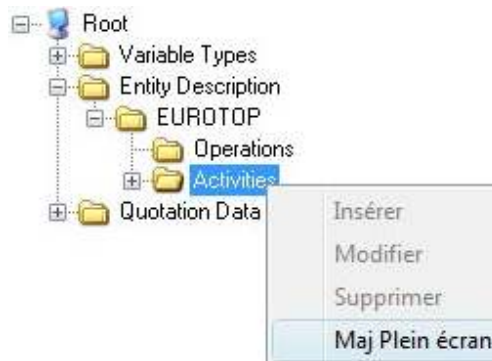 Root
Variable Types
Entity Description
EUROTOP
Operations
Activities
Quotation Data
Insérer
Modifier
Supprimer
Maj Plein écran